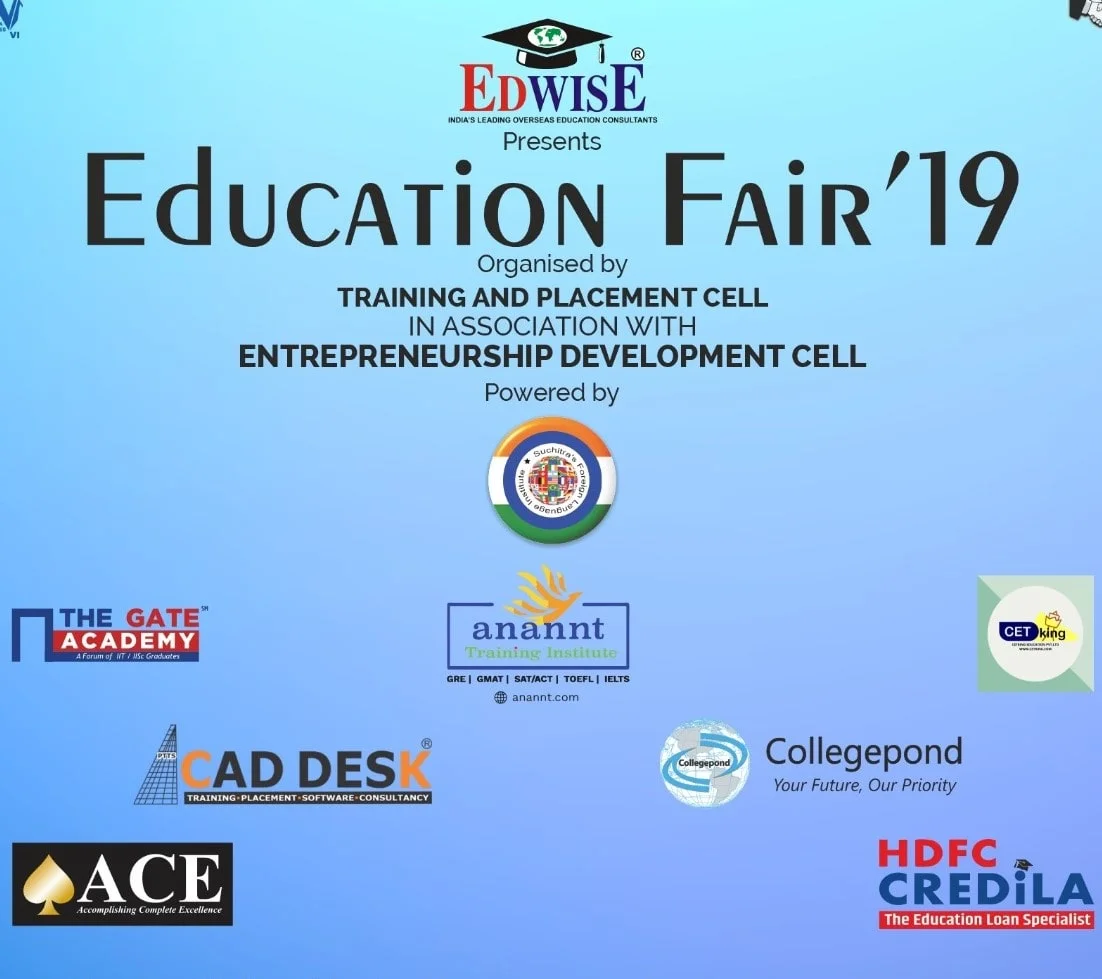 VI
EDWISE®
INDIA'S LEADING OVERSEAS EDUCATION CONSULTANTS
Presents
EDUCATION FAIR'19
Organised by
TRAINING AND PLACEMENT CELL
IN ASSOCIATION WITH
ENTREPRENEURSHIP DEVELOPMENT CELL
Powered by
Suchitra's Foreign Language Institute
THE GATE SM
ACADEMY
A Forum of IIT / IISc Graduates
anannt
Training Institute
GRE | GMAT | SAT/ACT | TOEFL | IELTS
anannt.com
CET king
CAD DESK®
TRAINING·PLACEMENT·SOFTWARE·CONSULTANCY
Collegepond
Collegepond
Your Future, Our Priority
ACE
Accomplishing Complete Excellence
HDFC
CREDiLA
The Education Loan Specialist